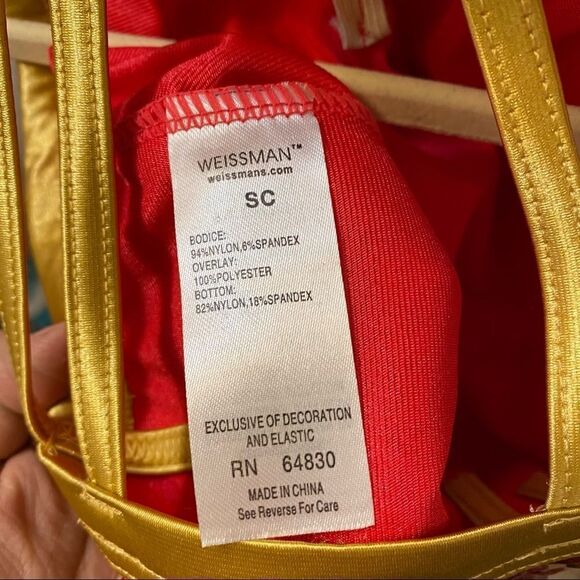 WEISSMAN™
weissmans.com
SC
BODICE:
94%NYLON,6%SPANDEX
OVERLAY:
100%POLYESTER
BOTTOM:
82%NYLON,18%SPANDEX
EXCLUSIVE OF DECORATION
AND ELASTIC
RN 64830
MADE IN CHINA
See Reverse For Care